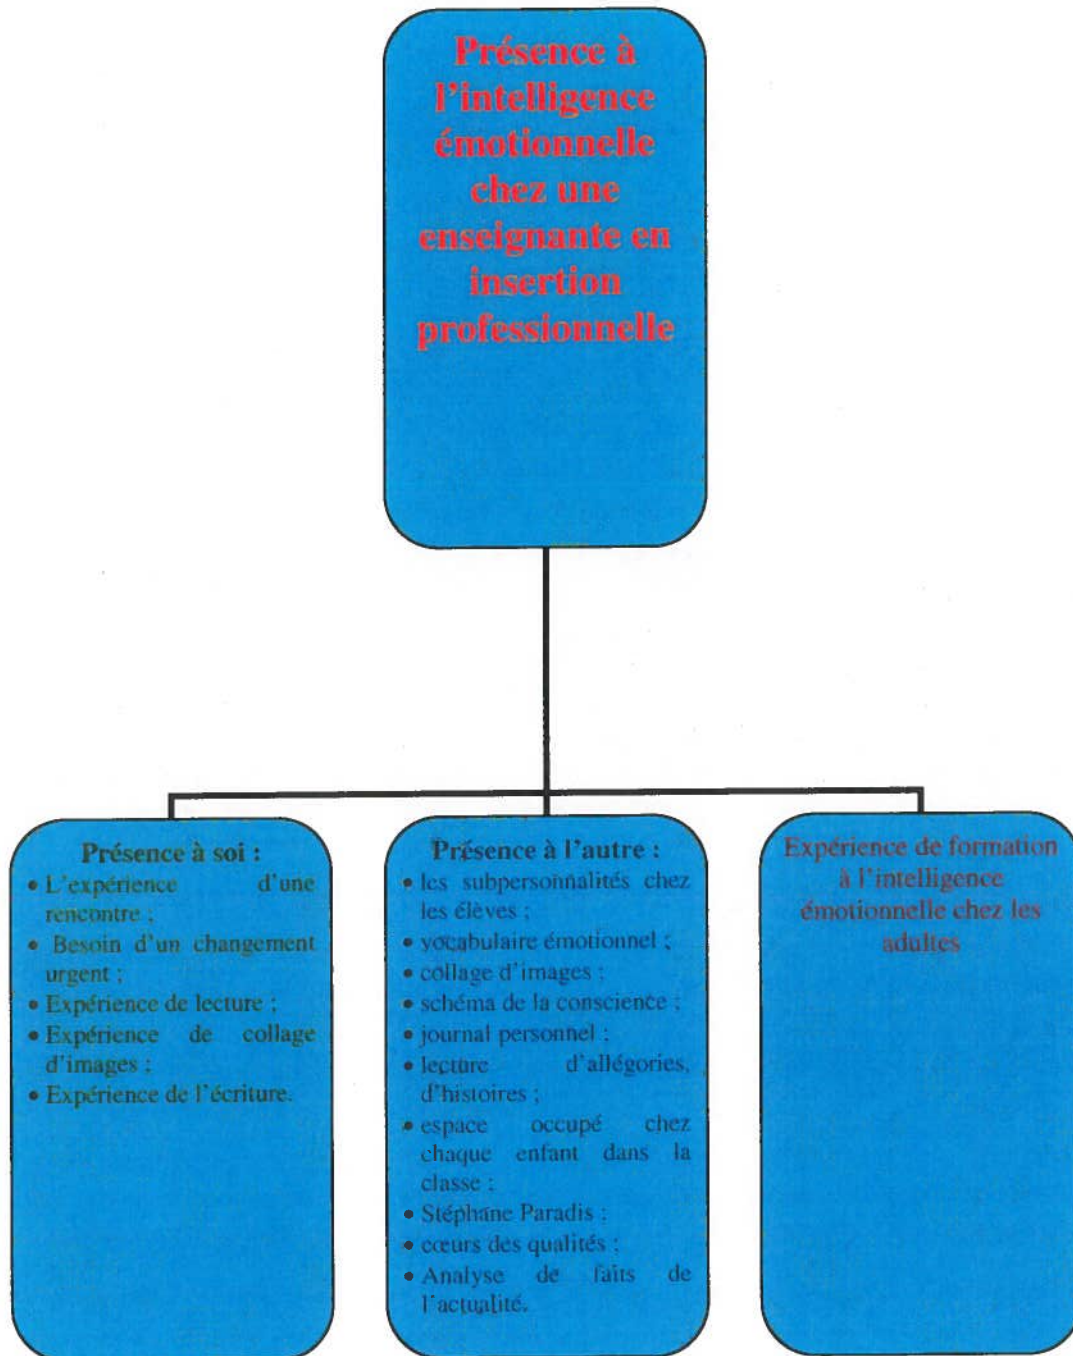 Présence à
l'intelligence
émotionnelle
chez une
enseignante en
insertion
professionnelle
Présence à soi :
• L'expérience d'une
rencontre ;
• Besoin d'un changement
urgent ;
• Expérience de lecture ;
• Expérience de collage
d'images ;
• Expérience de l'écriture.
Présence à l'autre :
• les subpersonnalités chez
les élèves ;
• vocabulaire émotionnel ;
• collage d'images ;
• schéma de la conscience ;
• journal personnel ;
• lecture d'allégories,
d'histoires ;
• espace occupé chez
chaque enfant dans la
classe ;
• Stéphane Paradis ;
• cœurs des qualités ;
• Analyse de faits de
l'actualité.
Expérience de formation
à l'intelligence
émotionnelle chez les
adultes